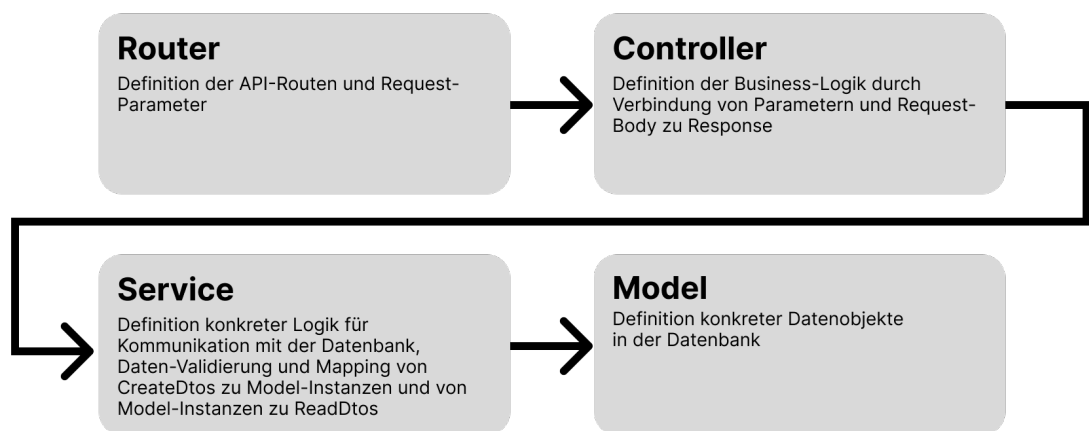 Router
Definition der API-Routen und Request-
Parameter
Controller
Definition der Business-Logik durch
Verbindung von Parametern und Request-
Body zu Response
Service
Definition konkreter Logik für
Kommunikation mit der Datenbank,
Daten-Validierung und Mapping von
CreateDtos zu Model-Instanzen und von
Model-Instanzen zu ReadDtos
Model
Definition konkreter Datenobjekte
in der Datenbank